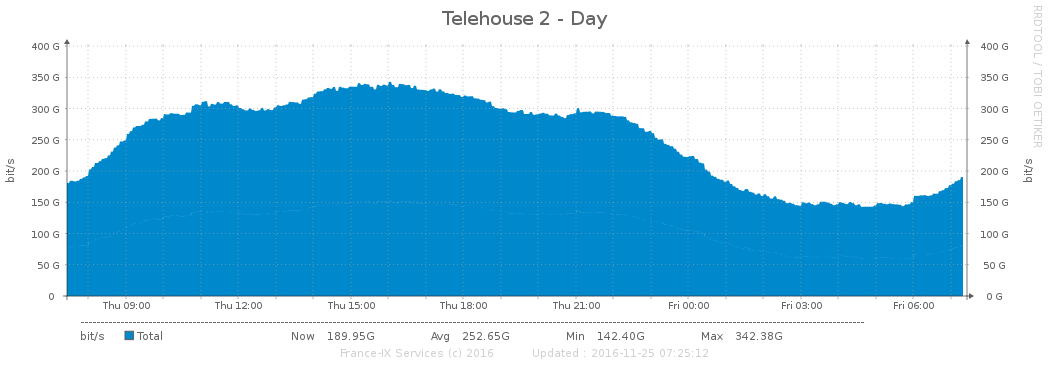 Telehouse 2 - Day
RRDTOOL / TOBI OETIKER
400 G 400 G
350 G 350 G
300 G 300 G
250 G 250 G
200 G 200 G
150 G 150 G
100 G 100 G
50 G 50 G
0 0 G
bit/s bit/s
Thu 09:00 Thu 12:00 Thu 15:00 Thu 18:00 Thu 21:00 Fri 00:00 Fri 03:00 Fri 06:00
bit/s Total Now 189.95G Avg 252.65G Min 142.40G Max 342.38G
France-IX Services (c) 2016 Updated : 2016-11-25 07:25:12